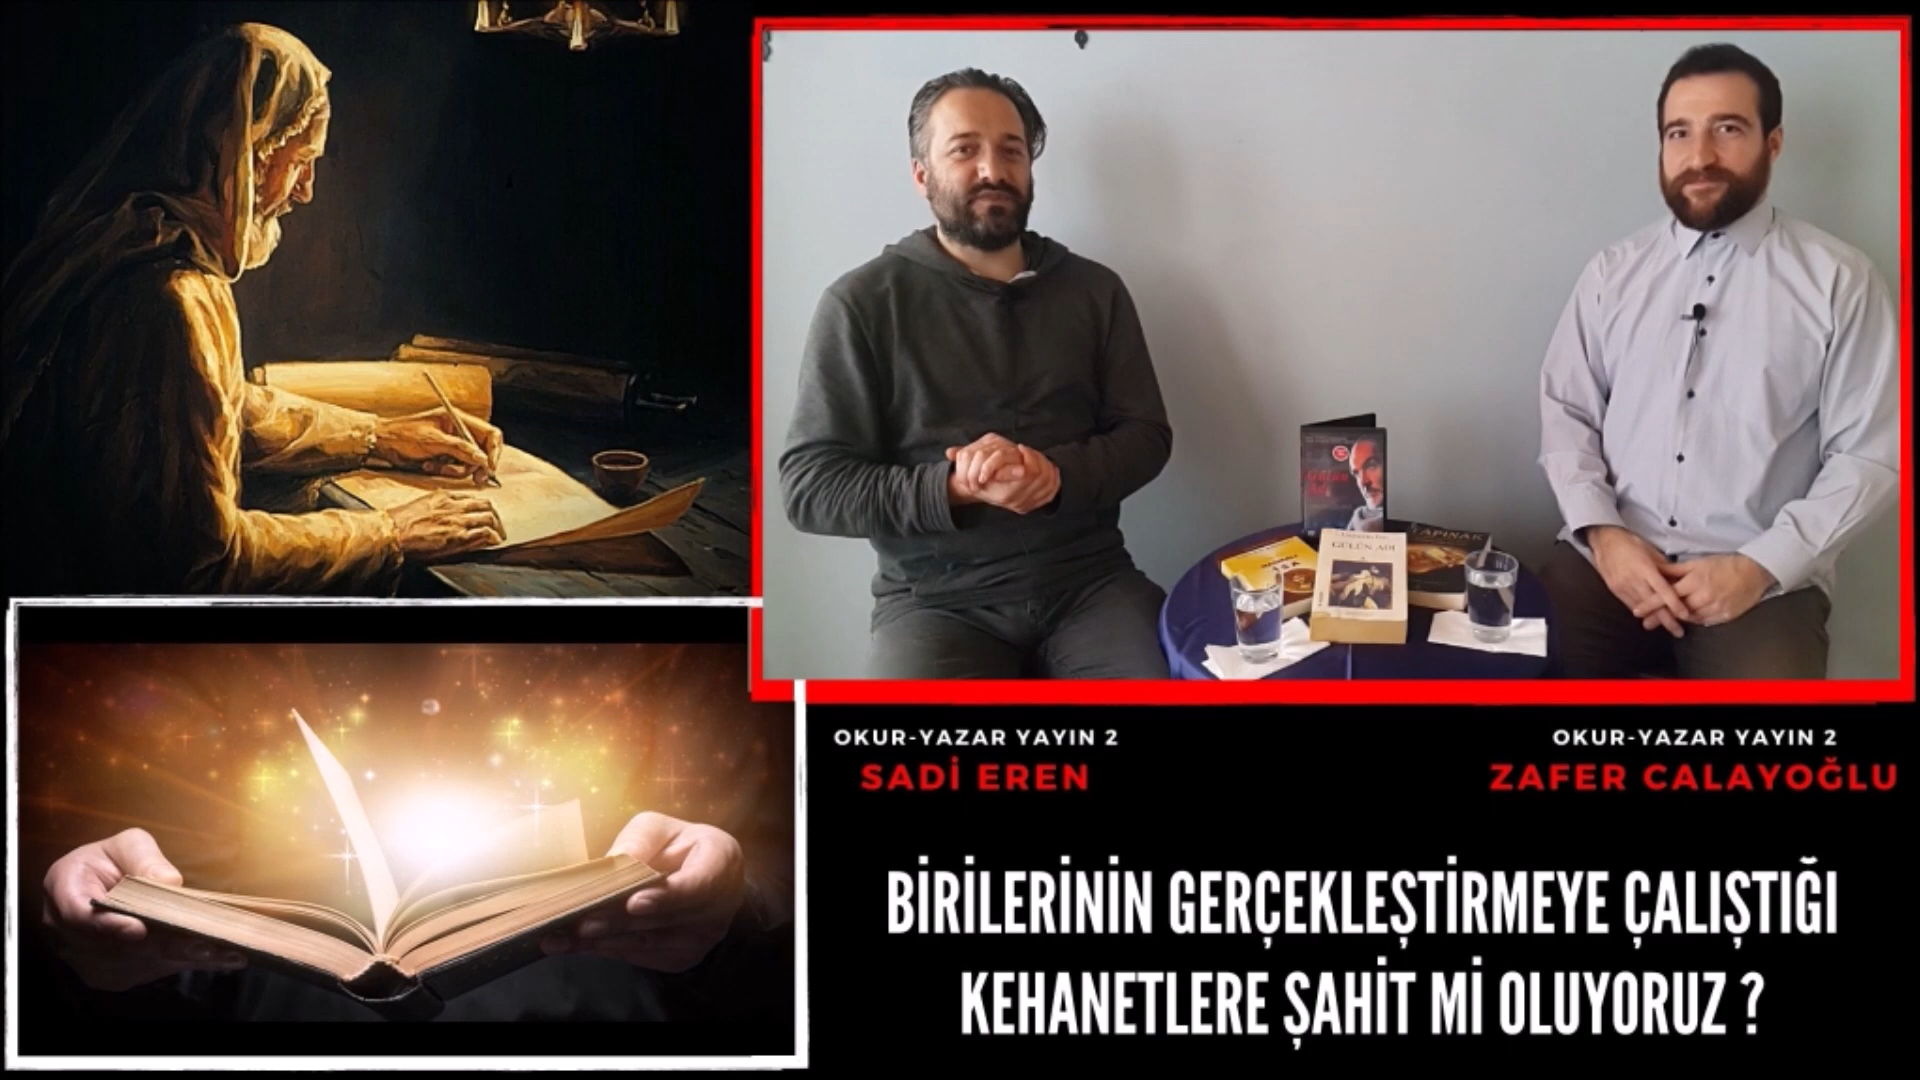 GÜLÜN ADI
OKUR-YAZAR YAYIN 2
SADİ EREN
OKUR-YAZAR YAYIN 2
ZAFER CALAYOĞLU
BİRİLERİNİN GERÇEKLEŞTİRMEYE ÇALIŞTIĞI
KEHANETLERE ŞAHİT Mİ OLUYORUZ ?